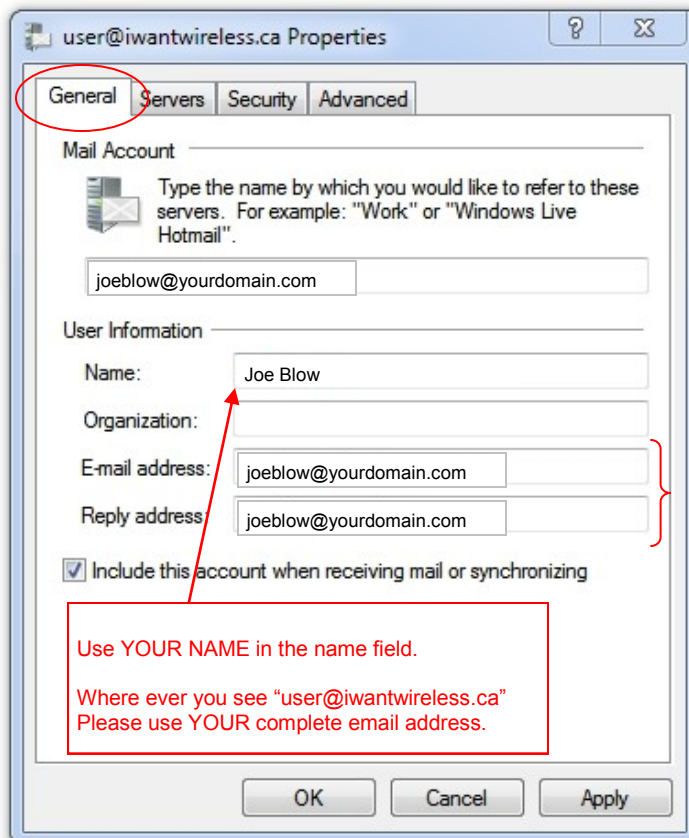 user@iwantwireless.ca Properties
General Servers Security Advanced
Mail Account
Type the name by which you would like to refer to these
servers. For example: "Work" or "Windows Live
Hotmail".
joeblow@yourdomain.com
User Information
Name: Joe Blow
Organization:
E-mail address: joeblow@yourdomain.com
Reply address: joeblow@yourdomain.com
Include this account when receiving mail or synchronizing
Use YOUR NAME in the name field.
Where ever you see “user@iwantwireless.ca”
Please use YOUR complete email address.
OK Cancel Apply